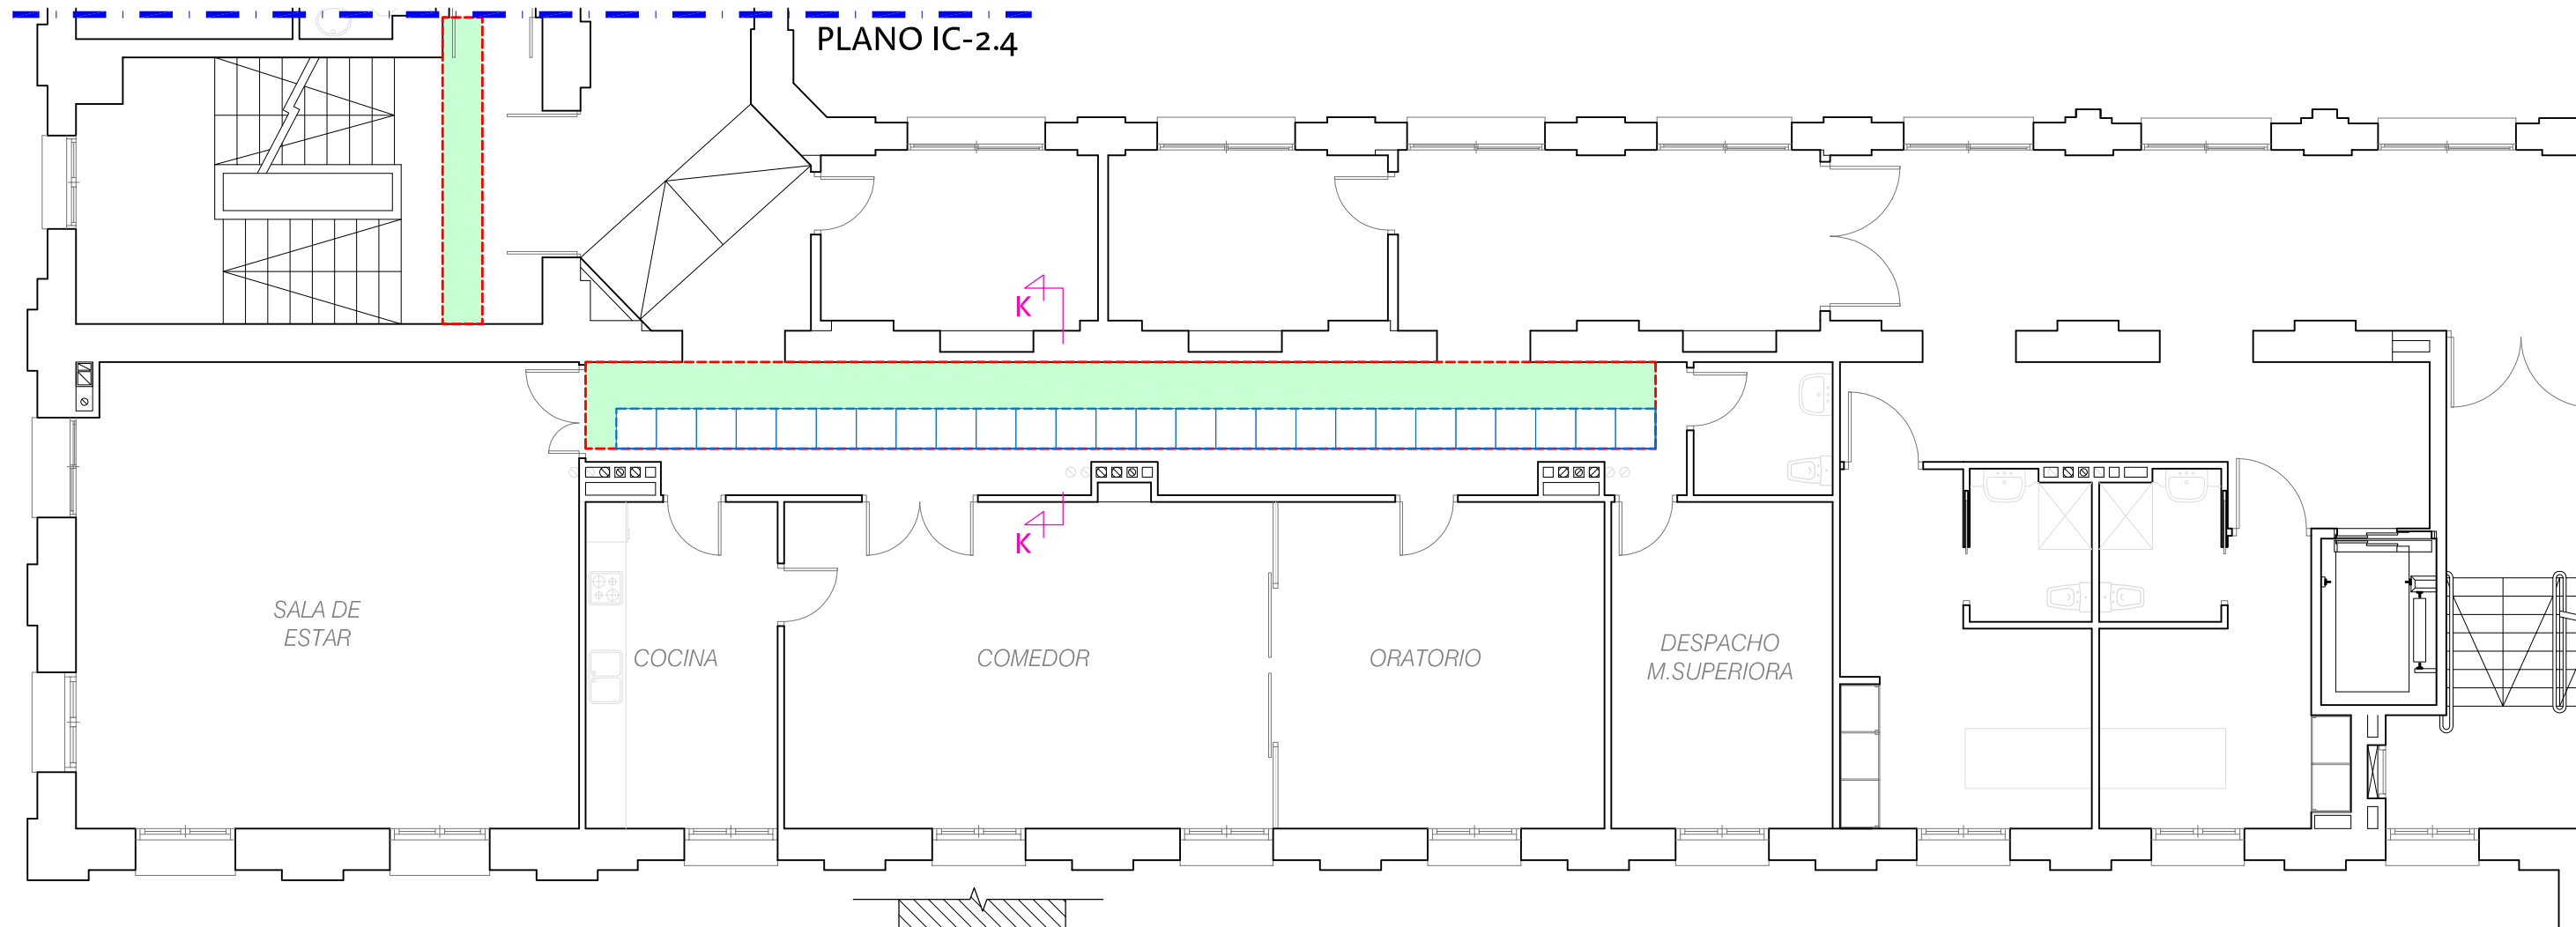 PLANO IC-2.4
K
K
SALA DE
ESTAR
COCINA
COMEDOR
ORATORIO
DESPACHO
M.SUPERIORA